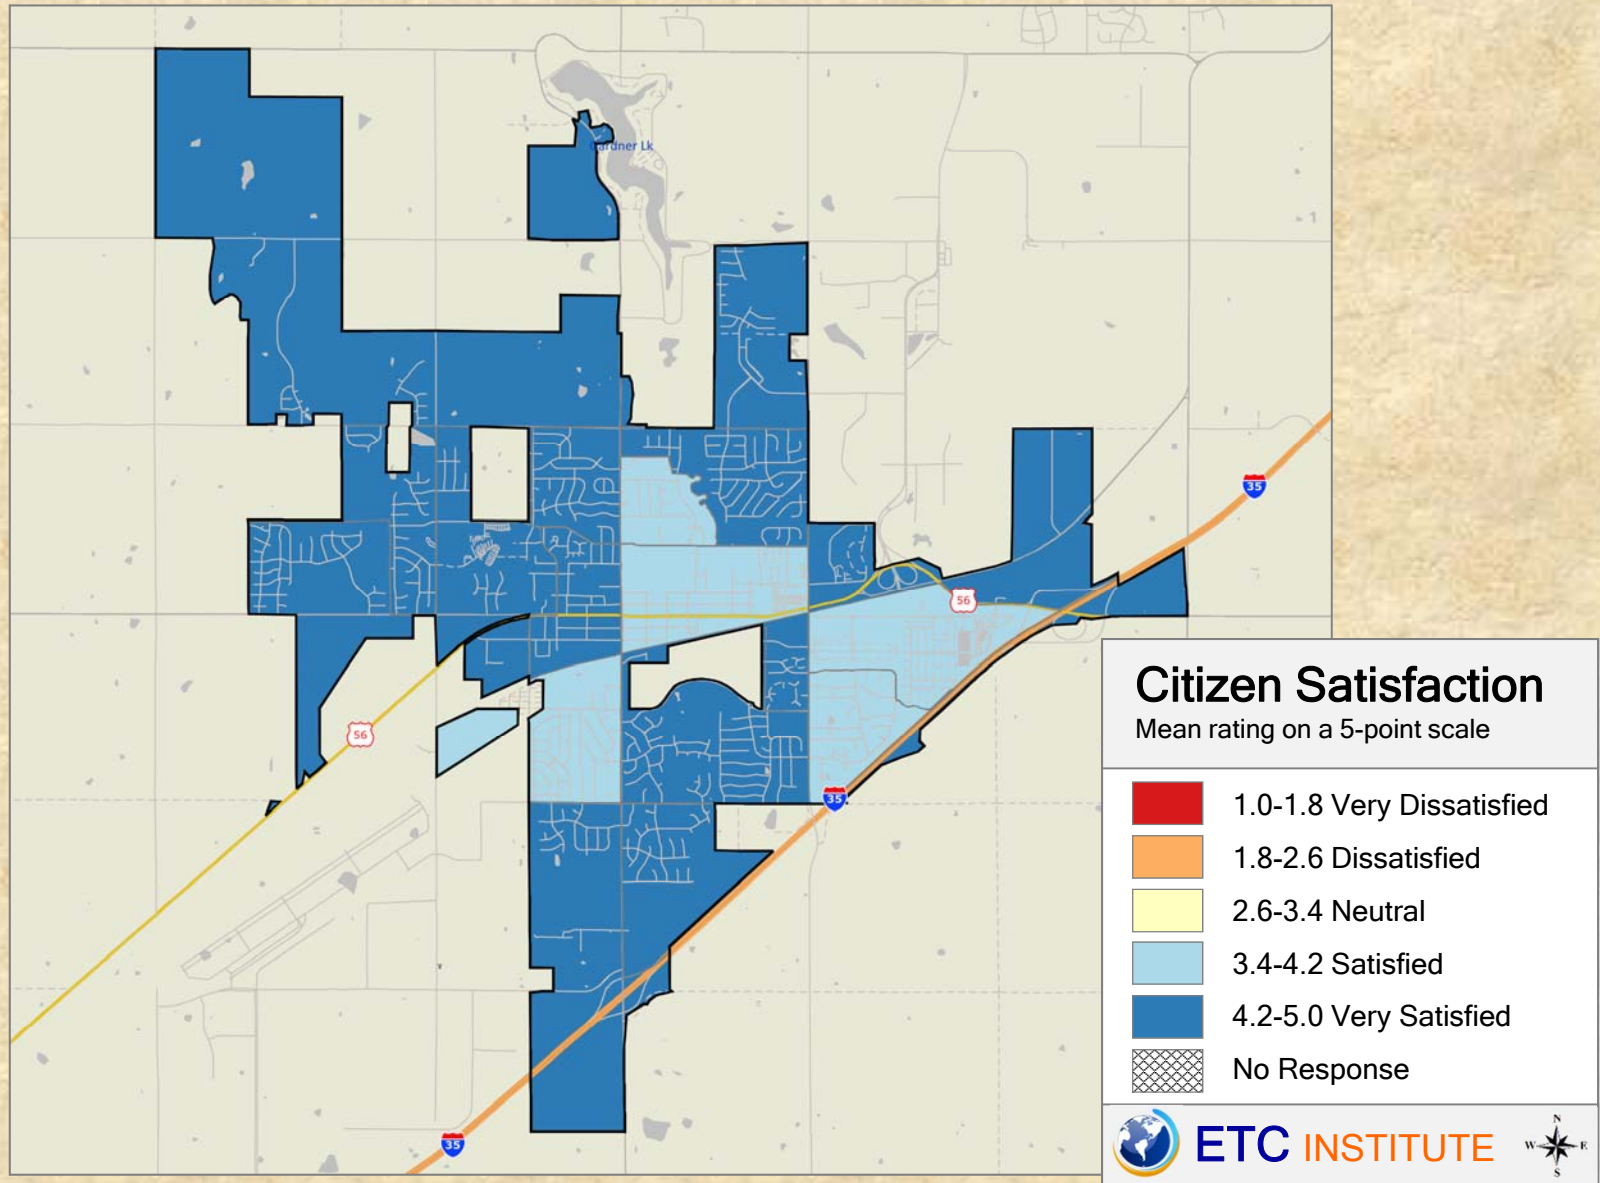 Gardner Lk
1
35
56
56
35
35
Citizen Satisfaction
Mean rating on a 5-point scale
1.0-1.8 Very Dissatisfied
1.8-2.6 Dissatisfied
2.6-3.4 Neutral
3.4-4.2 Satisfied
4.2-5.0 Very Satisfied
No Response
ETC INSTITUTE
N
W E
S